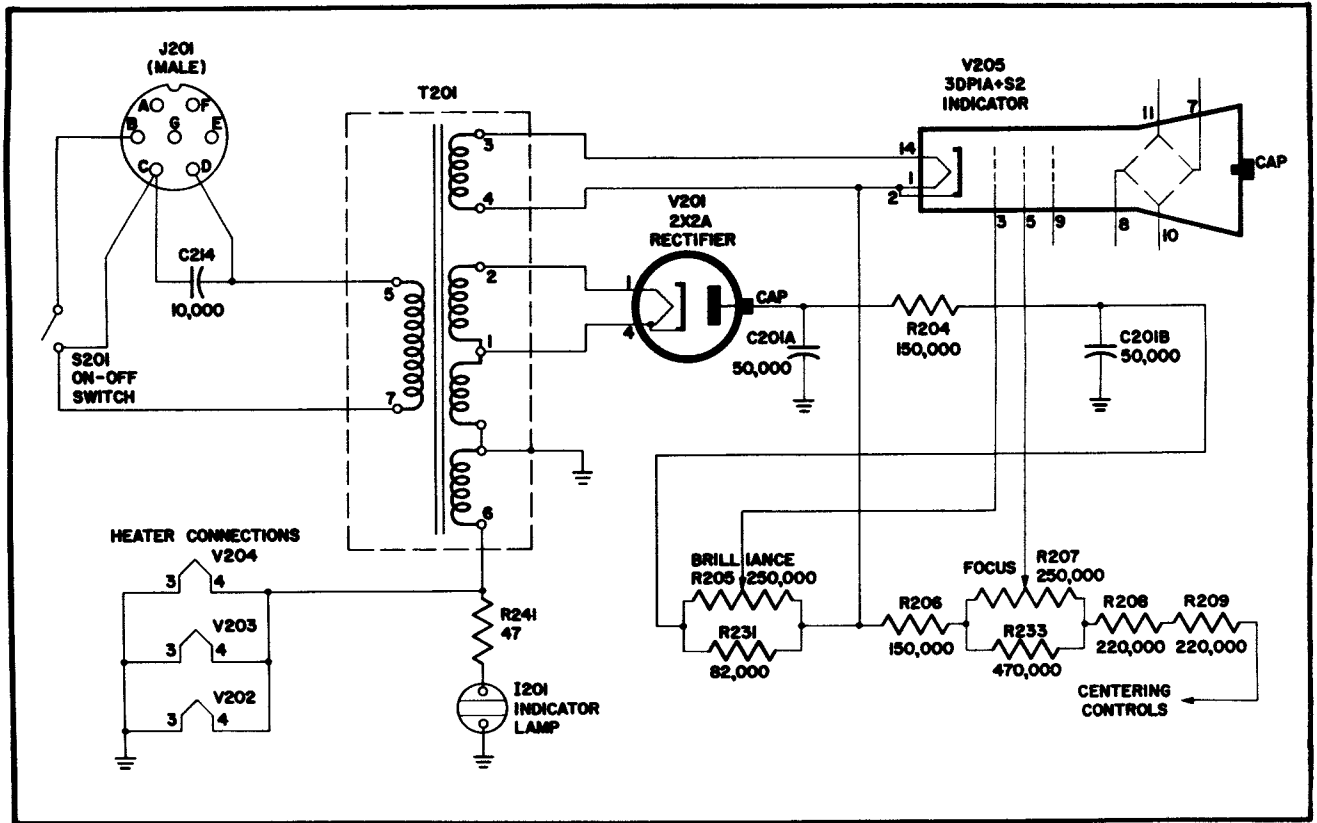 J201
(MALE)
A
F
B
G
E
C
D
C214
10,000
S201
ON-OFF
SWITCH
T201
3
4
2
1
5
7
6
V201
2X2A
RECTIFIER
1
4
CAP
C201A
50,000
R204
150,000
C201B
50,000
V205
3DP1A+S2
INDICATOR
14
1
2
3
5
9
8
10
11
7
CAP
HEATER CONNECTIONS
V204
3
4
V203
3
4
V202
3
4
R241
47
I201
INDICATOR
LAMP
BRILLIANCE
R205
250,000
R231
82,000
R206
150,000
FOCUS
R207
250,000
R233
470,000
R208
220,000
R209
220,000
CENTERING
CONTROLS